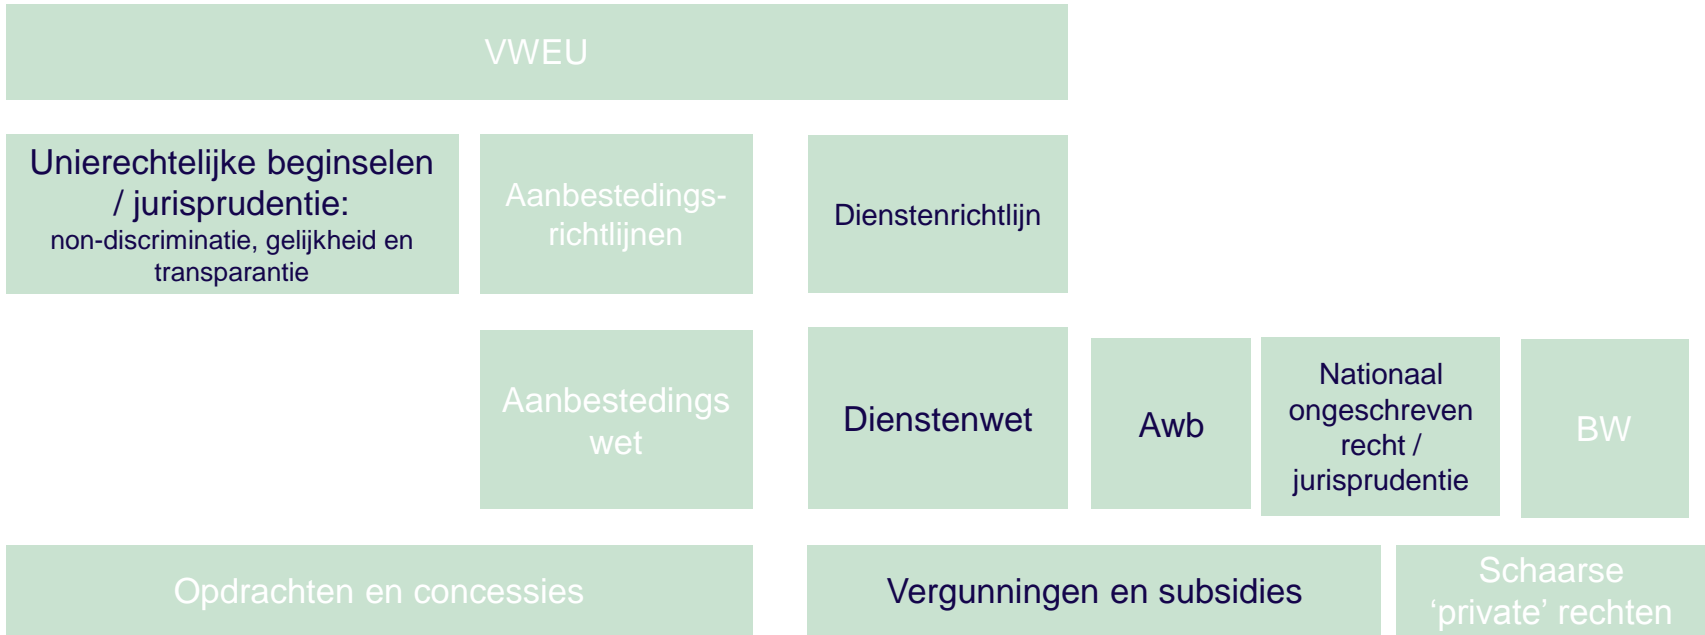 VWEU
Unierechtelijke beginselen
/ jurisprudentie:
non-discriminatie, gelijkheid en
transparantie
Aanbestedings-
richtlijnen
Dienstenrichtlijn
Aanbestedings
wet
Dienstenwet
Awb
Nationaal
ongeschreven
recht /
jurisprudentie
BW
Opdrachten en concessies
Vergunningen en subsidies
Schaarse
‘private’ rechten